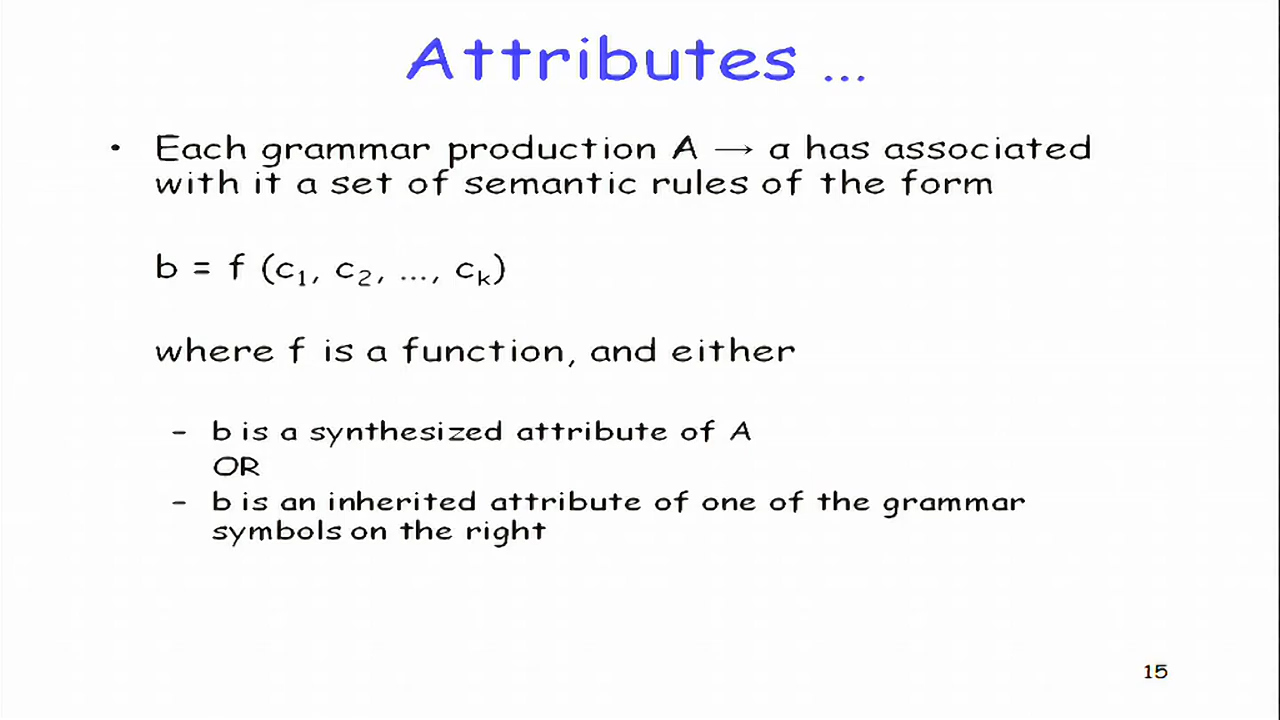 Attributes ...
• Each grammar production A → α has associated
with it a set of semantic rules of the form
b = f (c₁, c₂, ..., cₖ)
where f is a function, and either
– b is a synthesized attribute of A
OR
– b is an inherited attribute of one of the grammar
symbols on the right
15